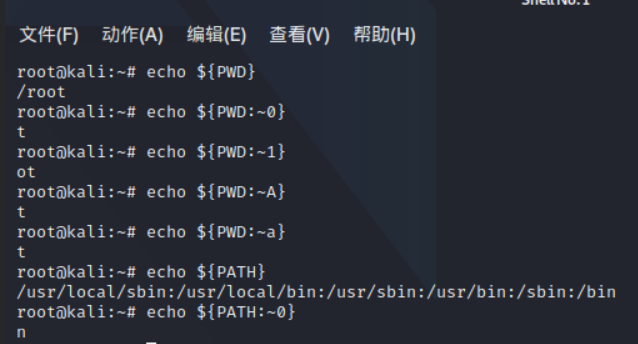 Shell No. 1
文件(F) 动作(A) 编辑(E) 查看(V) 帮助(H)
root@kali:~# echo ${PWD}
/root
root@kali:~# echo ${PWD:~0}
t
root@kali:~# echo ${PWD:~1}
ot
root@kali:~# echo ${PWD:~A}
t
root@kali:~# echo ${PWD:~a}
t
root@kali:~# echo ${PATH}
/usr/local/sbin:/usr/local/bin:/usr/sbin:/usr/bin:/sbin:/bin
root@kali:~# echo ${PATH:~0}
n